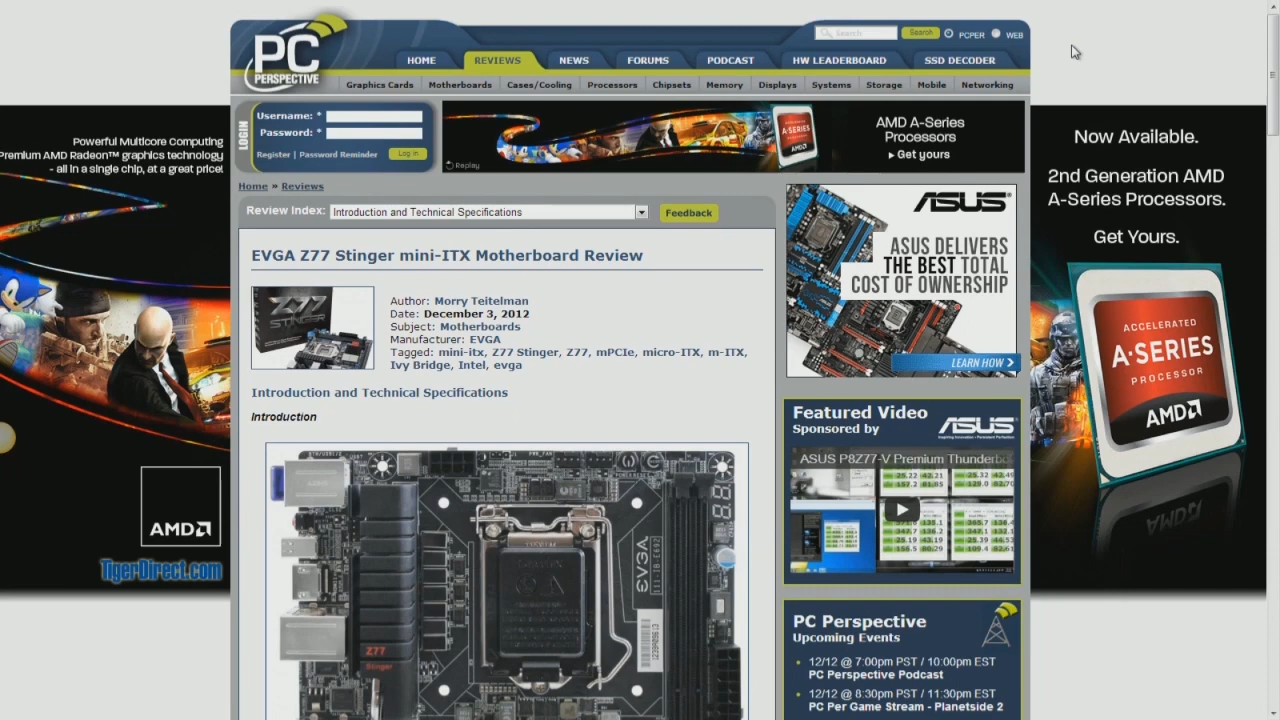 PC
PERSPECTIVE
Search
Search
PCPER
WEB
HOME
REVIEWS
NEWS
FORUMS
PODCAST
HW LEADERBOARD
SSD DECODER
Graphics Cards
Motherboards
Cases/Cooling
Processors
Chipsets
Memory
Displays
Systems
Storage
Mobile
Networking
LOGIN
Username: *
Password: *
Register | Password Reminder
Log in
Replay
A-SERIES
AMD A-Series
Processors
Get yours
Powerful Multicore Computing
Premium AMD Radeon™ graphics technology
- all in a single chip, at a great price!
AMD
TigerDirect.com
Home » Reviews
Review Index:
Introduction and Technical Specifications
Feedback
EVGA Z77 Stinger mini-ITX Motherboard Review
Z77
STINGER
Author: Morry Teitelman
Date: December 3, 2012
Subject: Motherboards
Manufacturer: EVGA
Tagged: mini-itx, Z77 Stinger, Z77, mPCIe, micro-ITX, m-ITX,
Ivy Bridge, Intel, evga
Introduction and Technical Specifications
Introduction
EVGA
Z77
Stinger
ASUS
ASUS DELIVERS
THE BEST TOTAL
COST OF OWNERSHIP
LEARN HOW
Featured Video
Sponsored by
ASUS
ASUS P8Z77-V Premium Thunderb
PC Perspective
Upcoming Events
12/12 @ 7:00pm PST / 10:00pm EST
PC Perspective Podcast
12/12 @ 8:30pm PST / 11:30pm EST
PC Per Game Stream - Planetside 2
Now Available.
2nd Generation AMD
A-Series Processors.
Get Yours.
ACCELERATED
A-SERIES
PROCESSOR
AMD